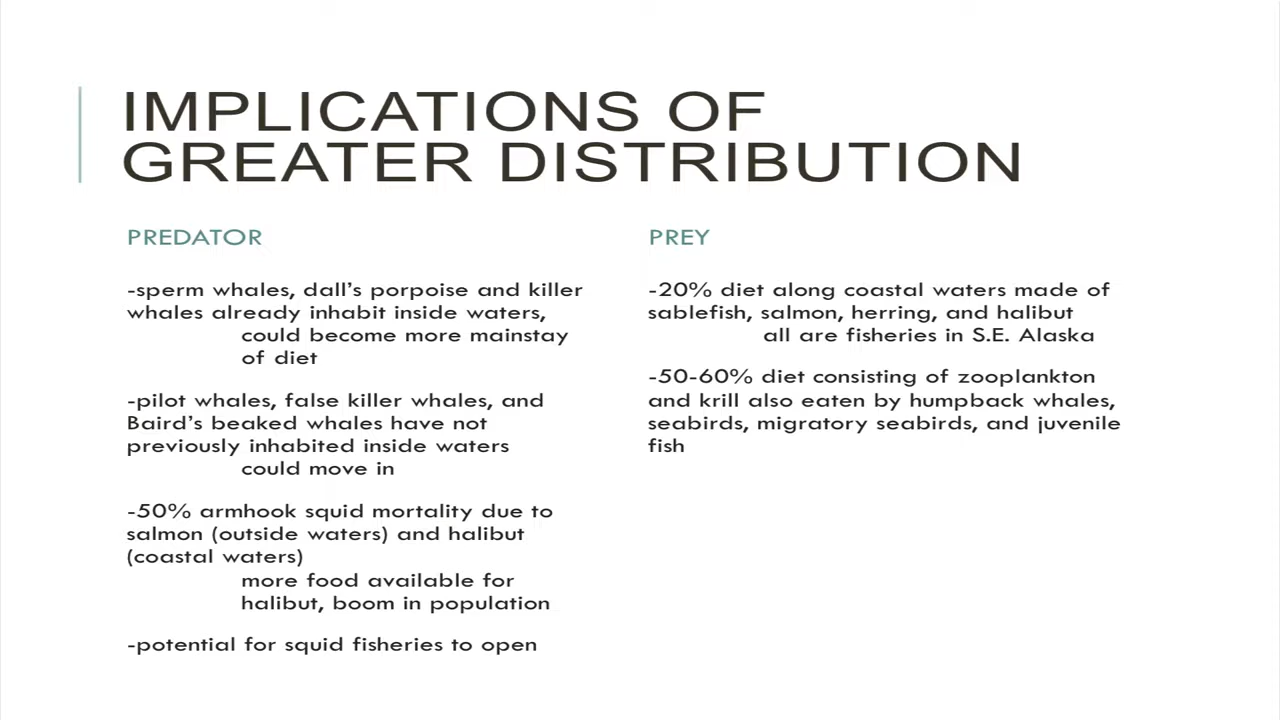 IMPLICATIONS OF
GREATER DISTRIBUTION
PREDATOR
-sperm whales, dall's porpoise and killer
whales already inhabit inside waters,
could become more mainstay
of diet
-pilot whales, false killer whales, and
Baird's beaked whales have not
previously inhabited inside waters
could move in
-50% armhook squid mortality due to
salmon (outside waters) and halibut
(coastal waters)
more food available for
halibut, boom in population
-potential for squid fisheries to open
PREY
-20% diet along coastal waters made of
sablefish, salmon, herring, and halibut
all are fisheries in S.E. Alaska
-50-60% diet consisting of zooplankton
and krill also eaten by humpback whales,
seabirds, migratory seabirds, and juvenile
fish